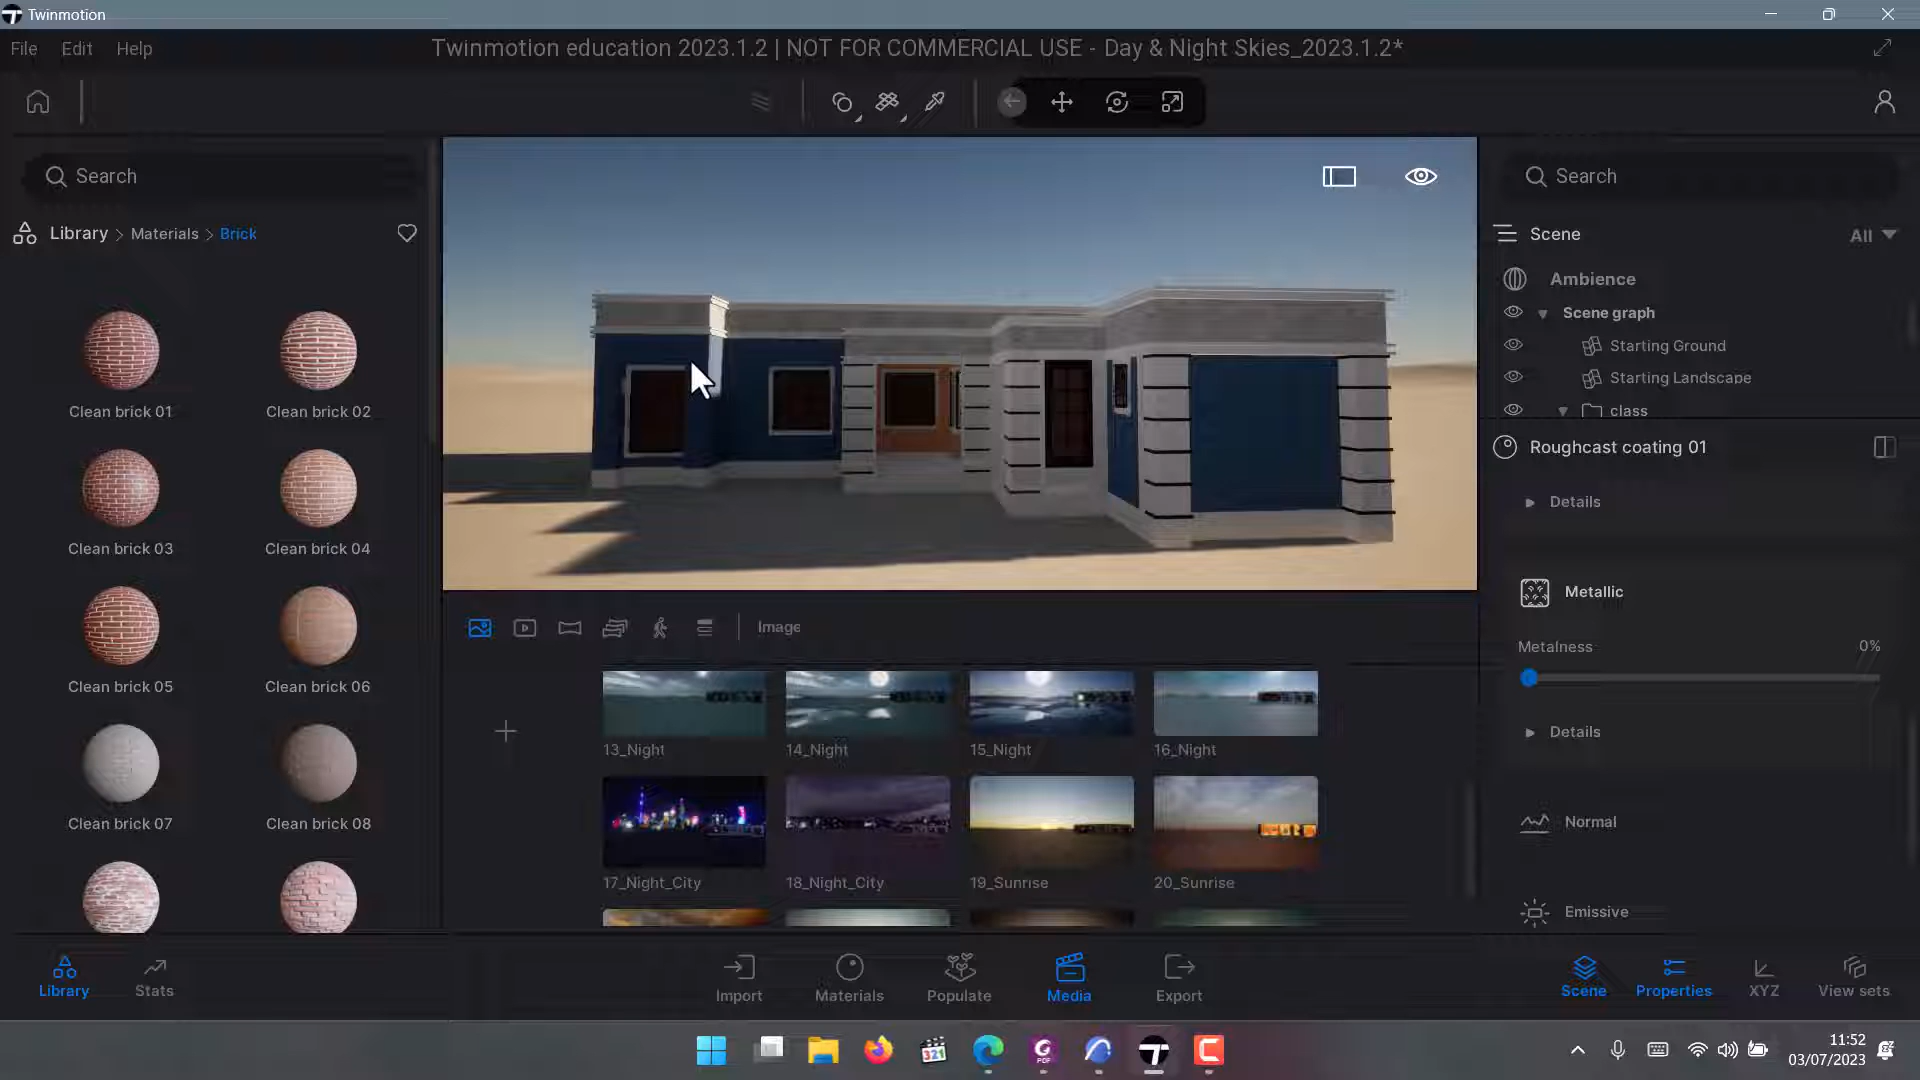 Twinmotion
File Edit Help
Twinmotion education 2023.1.2 | NOT FOR COMMERCIAL USE - Day & Night Skies_2023.1.2*
Search
Library > Materials > Brick
Clean brick 01
Clean brick 02
Clean brick 03
Clean brick 04
Clean brick 05
Clean brick 06
Clean brick 07
Clean brick 08
Library
Stats
Image
13_Night
14_Night
15_Night
16_Night
17_Night_City
18_Night_City
19_Sunrise
20_Sunrise
Import
Materials
Populate
Media
Export
Search
Scene
All
Ambience
Scene graph
Starting Ground
Starting Landscape
class
Roughcast coating 01
Details
Metallic
Metalness 0%
Details
Normal
Emissive
Scene
Properties
XYZ
View sets
321
PDF
11:52
03/07/2023